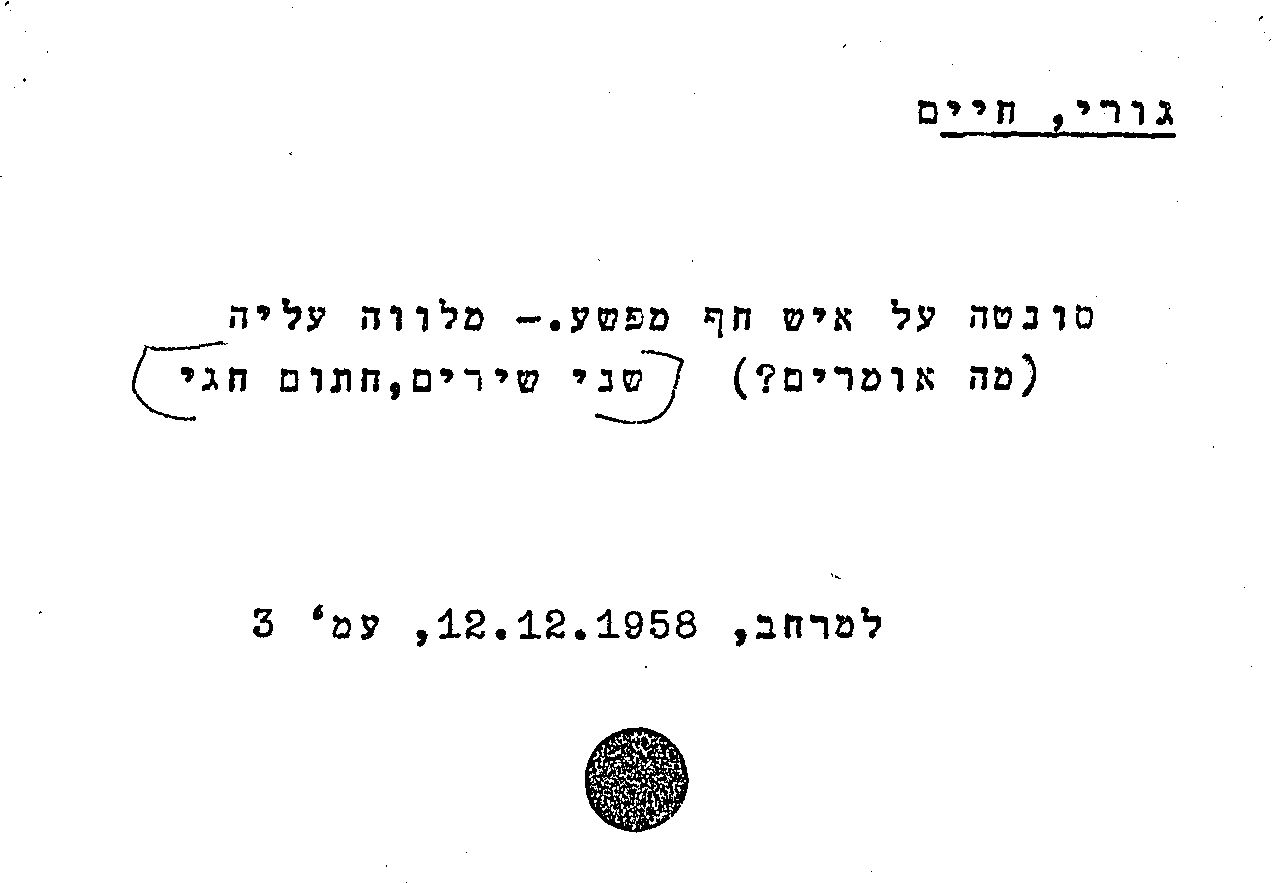 גורי, חיים
סונטה על איש חף מפשע.– מלווה עליה
(מה אומרים?) [שני שירים,חתום חגי]
למרחב, 12.12.1958, עמ' 3